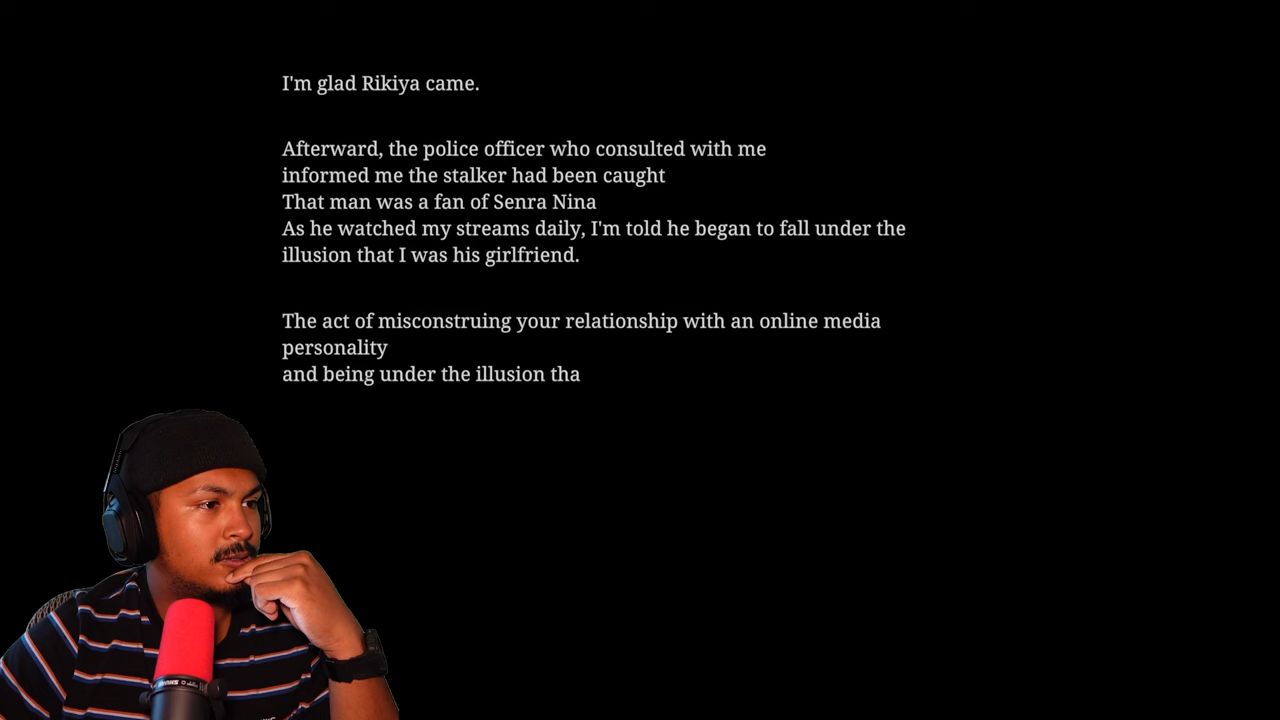 I'm glad Rikiya came.
Afterward, the police officer who consulted with me
informed me the stalker had been caught
That man was a fan of Senra Nina
As he watched my streams daily, I'm told he began to fall under the
illusion that I was his girlfriend.
The act of misconstruing your relationship with an online media
personality
and being under the illusion tha
SHURE